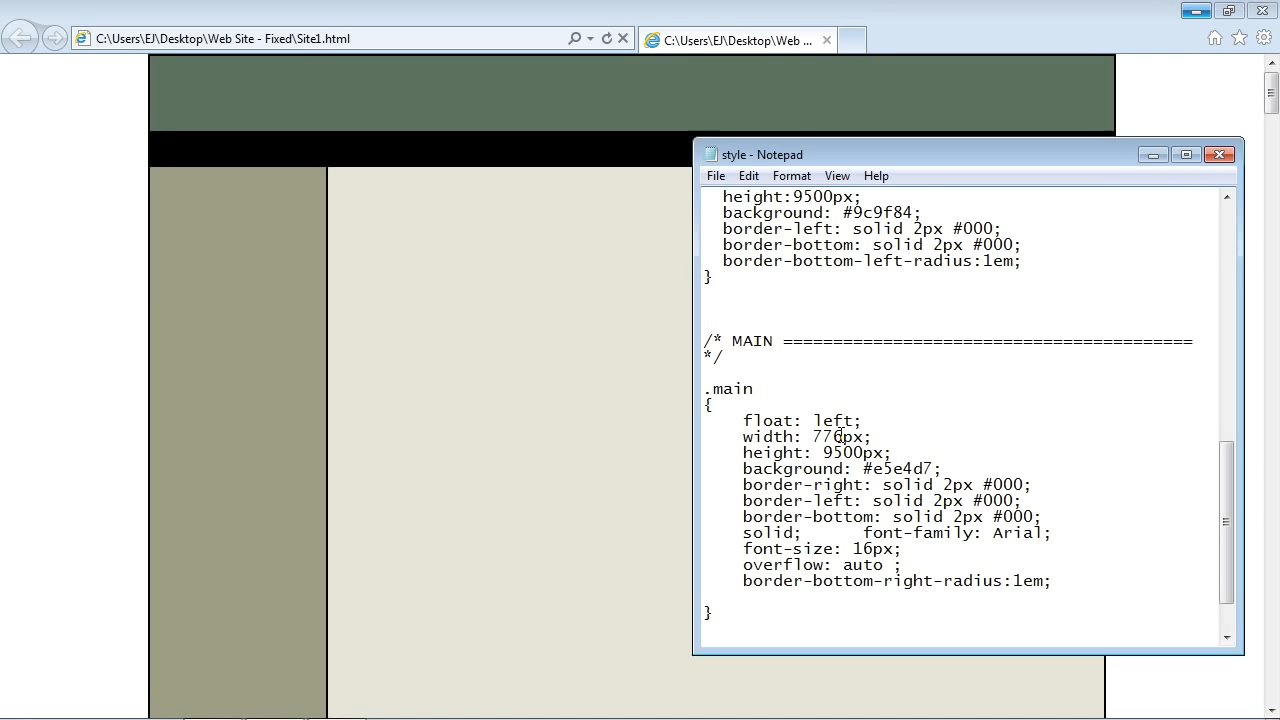 C:\Users\EJ\Desktop\Web Site - Fixed\Site1.html
C:\Users\EJ\Desktop\Web ...
style - Notepad
File Edit Format View Help
height:9500px;
background: #9c9f84;
border-left: solid 2px #000;
border-bottom: solid 2px #000;
border-bottom-left-radius:1em;
}
/* MAIN =========================================
*/
.main
{
float: left;
width: 776px;
height: 9500px;
background: #e5e4d7;
border-right: solid 2px #000;
border-left: solid 2px #000;
border-bottom: solid 2px #000;
solid; font-family: Arial;
font-size: 16px;
overflow: auto ;
border-bottom-right-radius:1em;
}